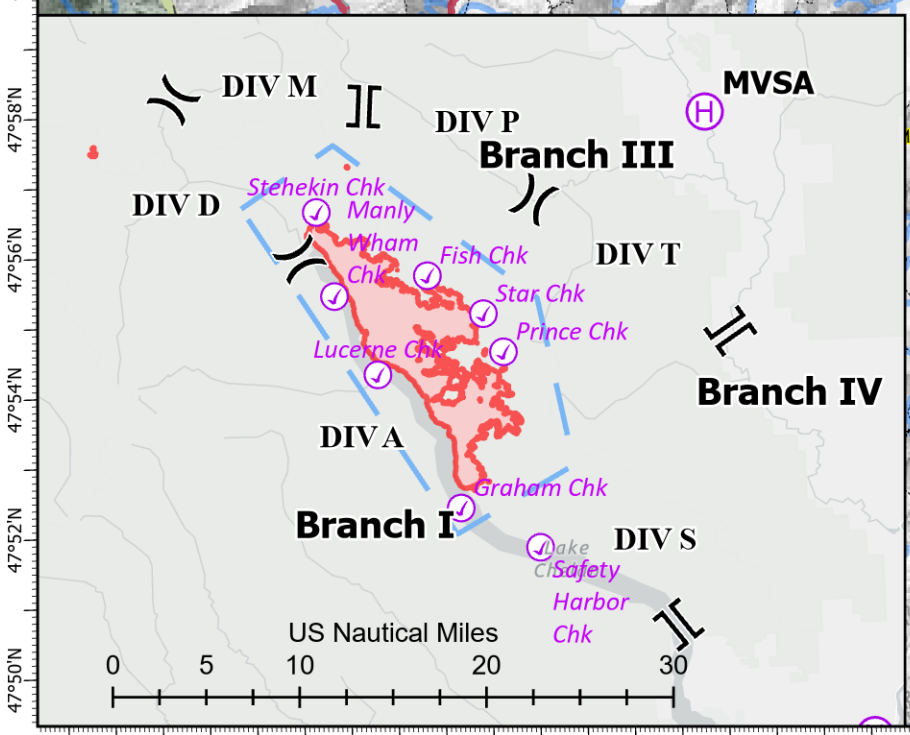 MVSA
H
DIV M
DIV P
Branch III
47°58'N
Stehekin Chk
DIV D
Manly
Wham
Chk
Fish Chk
DIV T
47°56'N
Star Chk
Prince Chk
Lucerne Chk
Branch IV
47°54'N
DIV A
Graham Chk
Branch I
DIV S
47°52'N
Lake
Safety
Harbor
Chk
US Nautical Miles
0 5 10 20 30
47°50'N